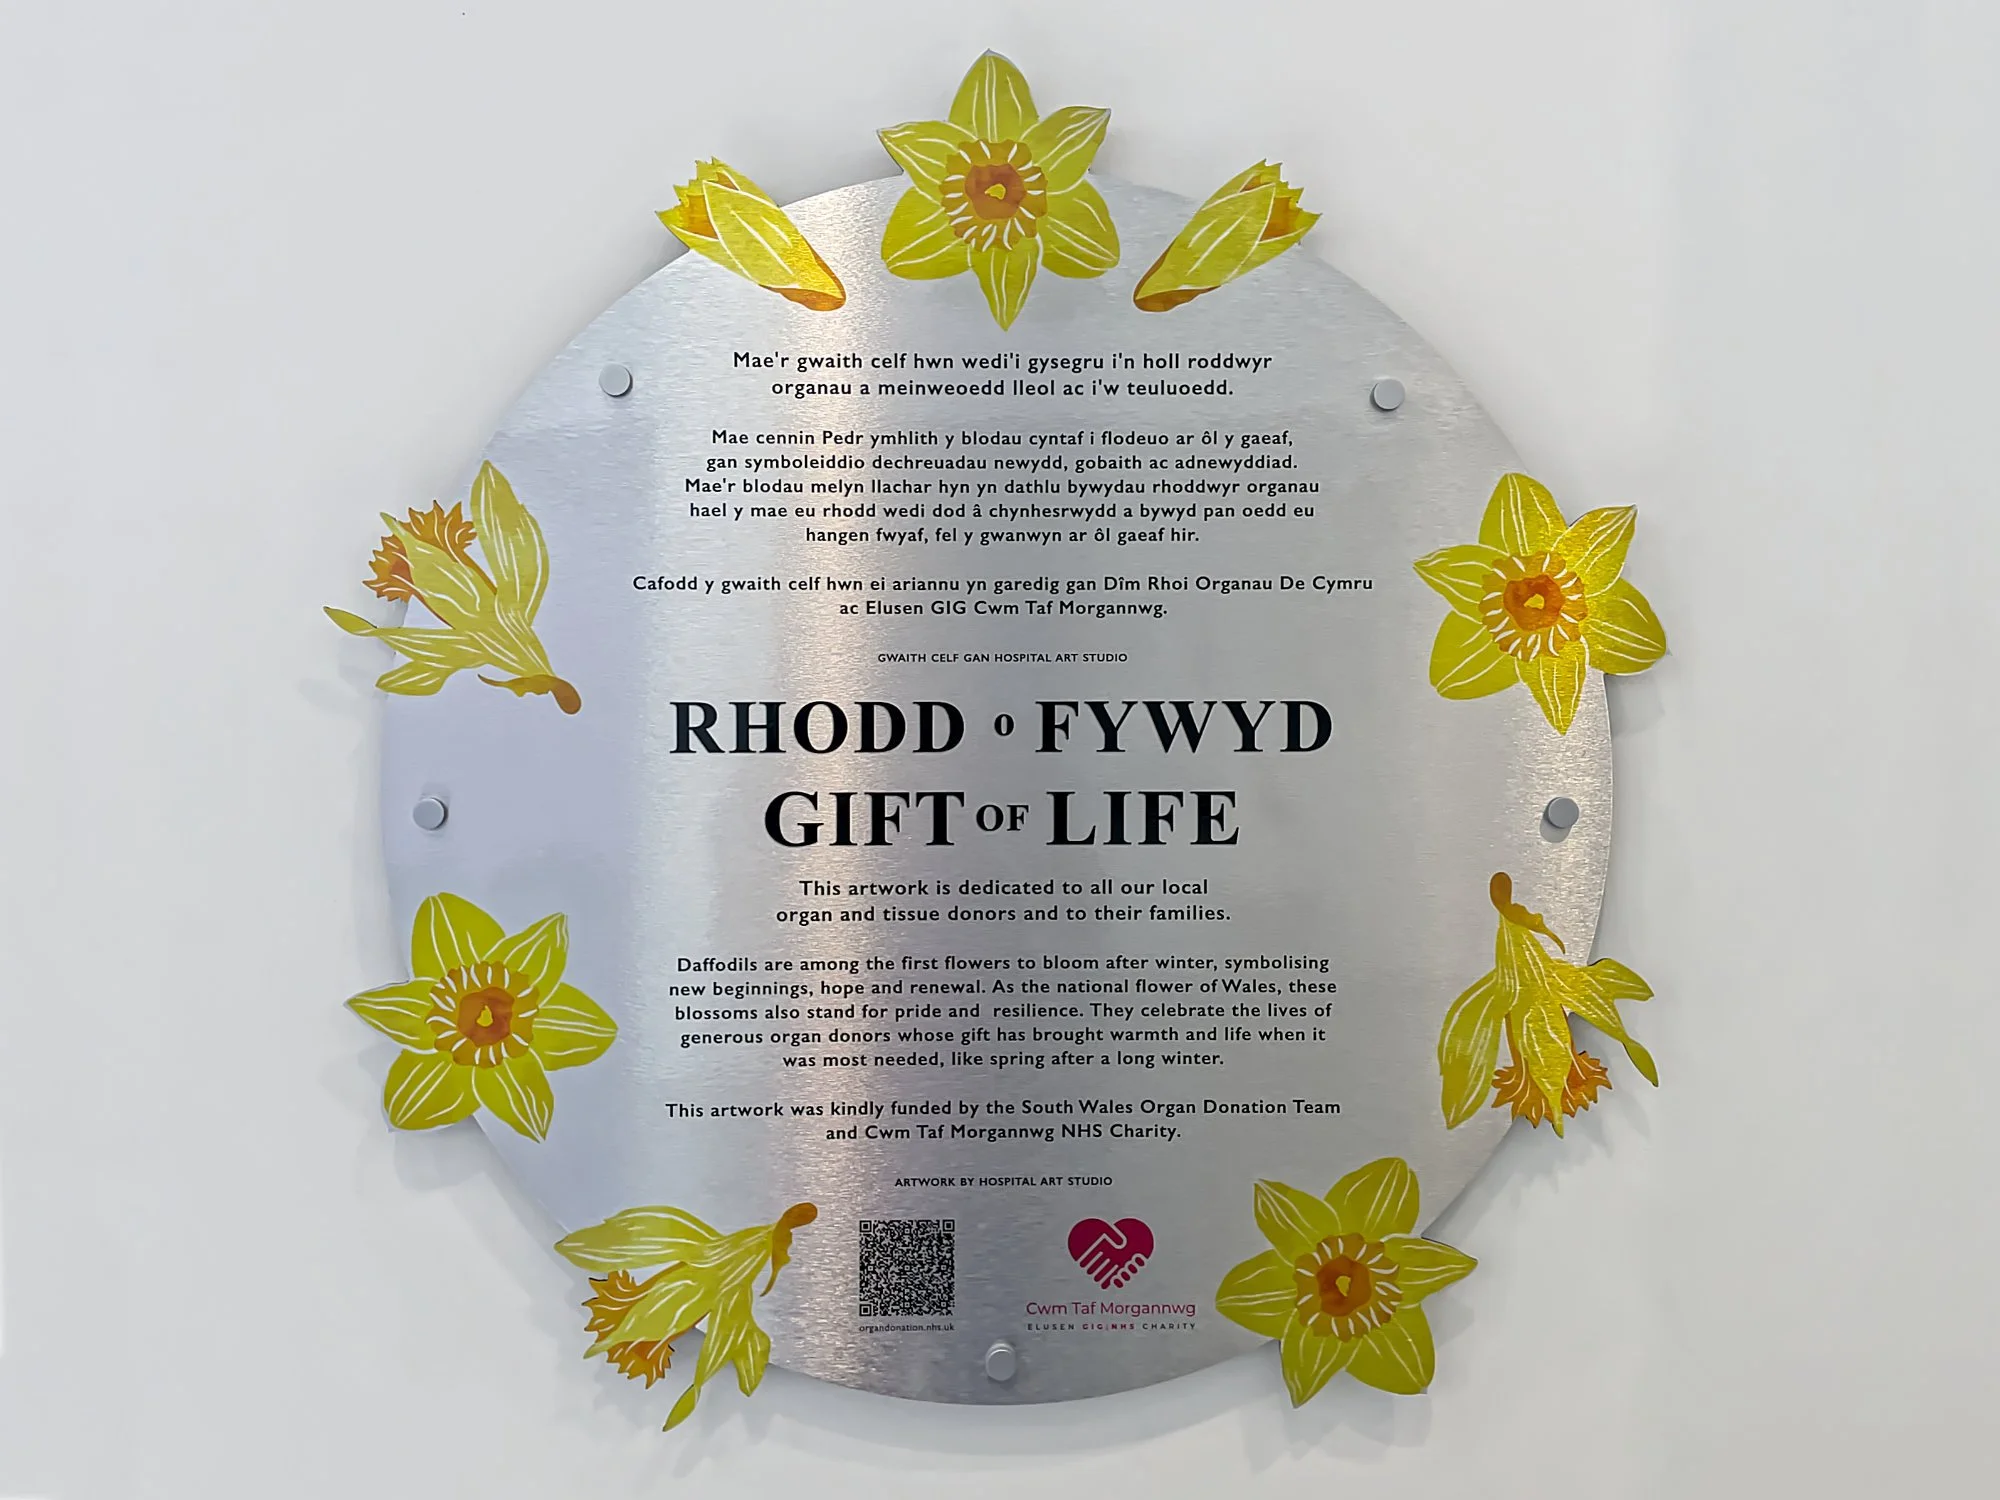 Mae'r gwaith celf hwn wedi'i gysegru i'n holl roddwyr
organau a meinweoedd lleol ac i'w teuluoedd.
Mae cennin Pedr ymhlith y blodau cyntaf i flodeuo ar ôl y gaeaf,
gan symboleiddio dechreuadau newydd, gobaith ac adnewyddiad.
Mae'r blodau melyn llachar hyn yn dathlu bywydau rhoddwyr organau
hael y mae eu rhodd wedi dod â chynhesrwydd a bywyd pan oedd eu
hangen fwyaf, fel y gwanwyn ar ôl gaeaf hir.
Cafodd y gwaith celf hwn ei ariannu yn garedig gan Dîm Rhoi Organau De Cymru
ac Elusen GIG Cwm Taf Morgannwg.
GWAITH CELF GAN HOSPITAL ART STUDIO
RHODD o FYWYD
GIFT OF LIFE
This artwork is dedicated to all our local
organ and tissue donors and to their families.
Daffodils are among the first flowers to bloom after winter, symbolising
new beginnings, hope and renewal. As the national flower of Wales, these
blossoms also stand for pride and resilience. They celebrate the lives of
generous organ donors whose gift has brought warmth and life when it
was most needed, like spring after a long winter.
This artwork was kindly funded by the South Wales Organ Donation Team
and Cwm Taf Morgannwg NHS Charity.
ARTWORK BY HOSPITAL ART STUDIO
organdonation.nhs.uk
Cwm Taf Morgannwg
ELUSEN GIG|NHS CHARITY